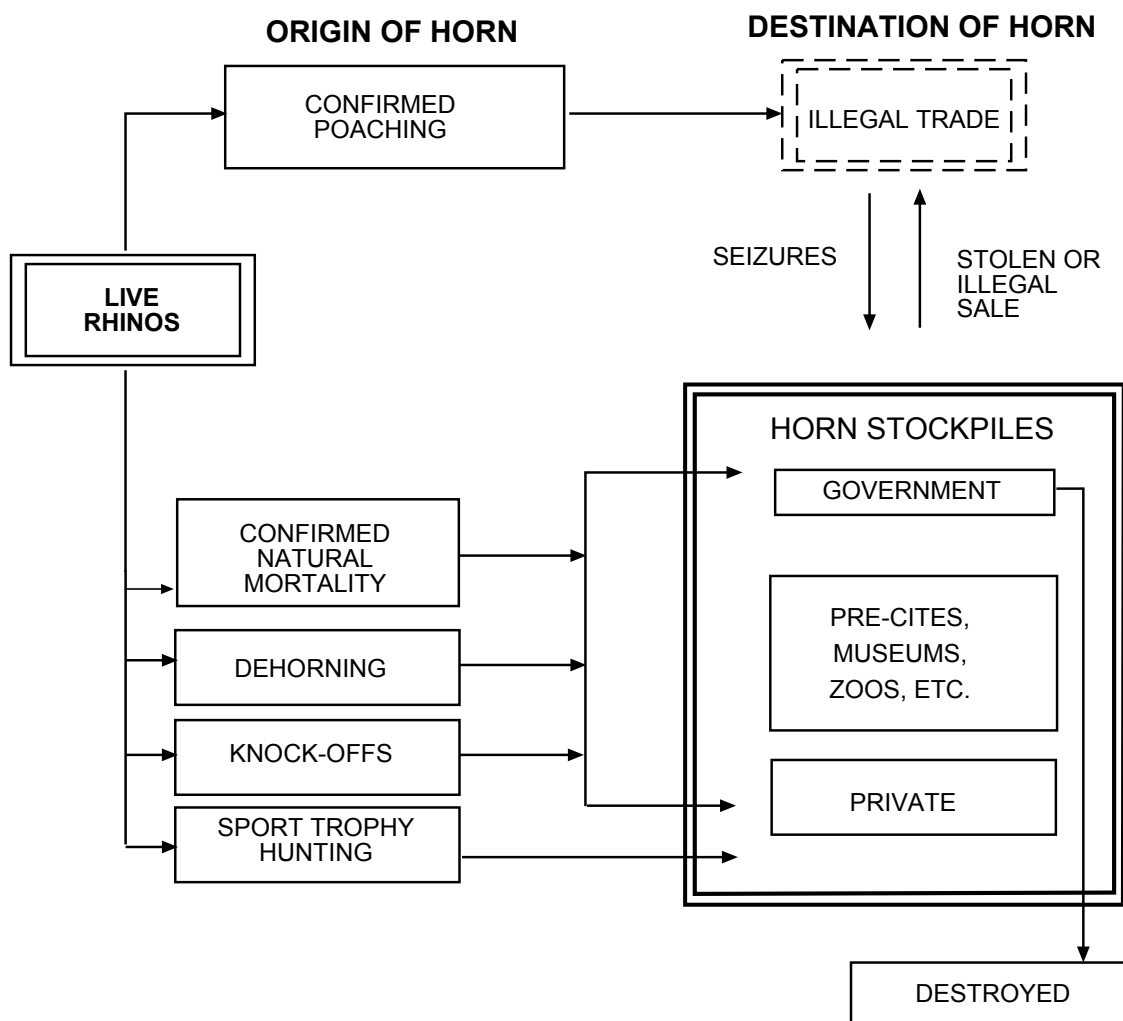 ORIGIN OF HORN
DESTINATION OF HORN
CONFIRMED
POACHING
ILLEGAL TRADE
SEIZURES
STOLEN OR
ILLEGAL
SALE
LIVE
RHINOS
HORN STOCKPILES
GOVERNMENT
CONFIRMED
NATURAL
MORTALITY
PRE-CITES,
MUSEUMS,
ZOOS, ETC.
DEHORNING
KNOCK-OFFS
PRIVATE
SPORT TROPHY
HUNTING
DESTROYED